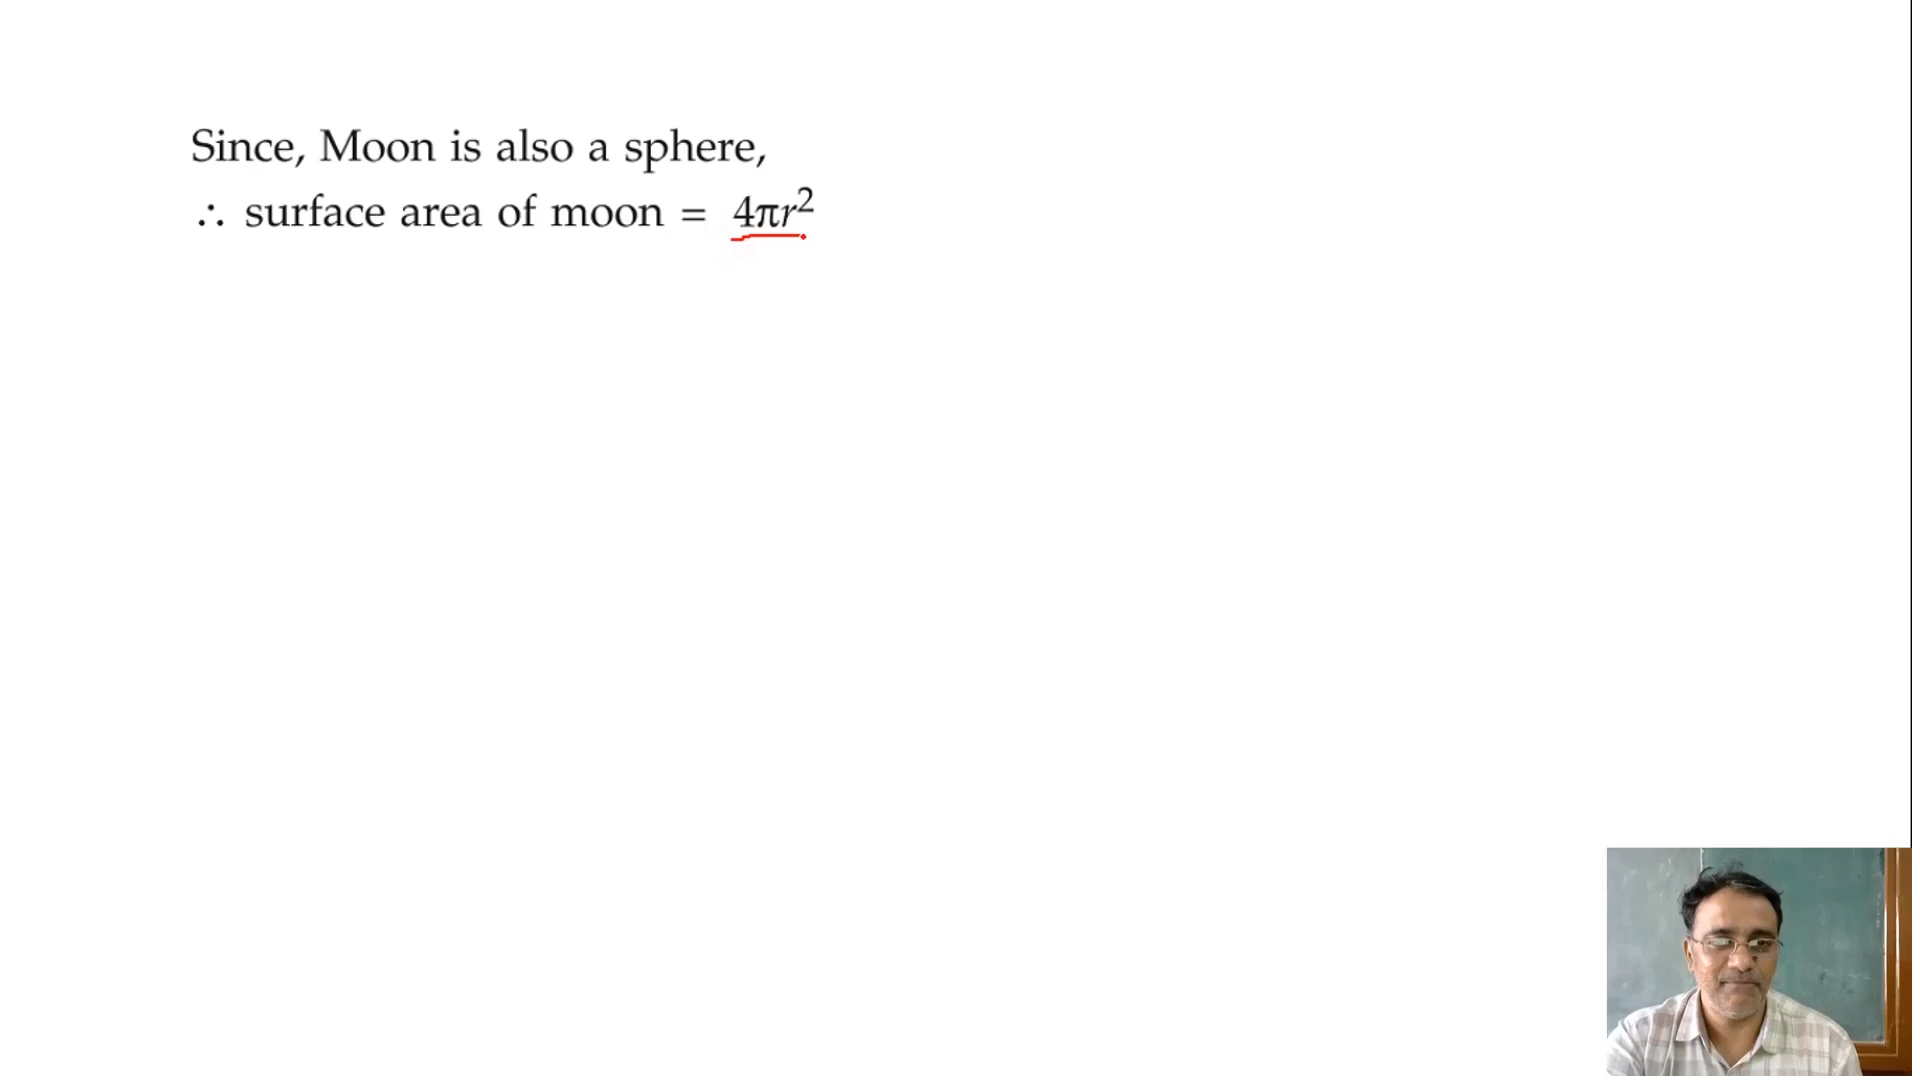 Since, Moon is also a sphere,
∴ surface area of moon = 4πr²